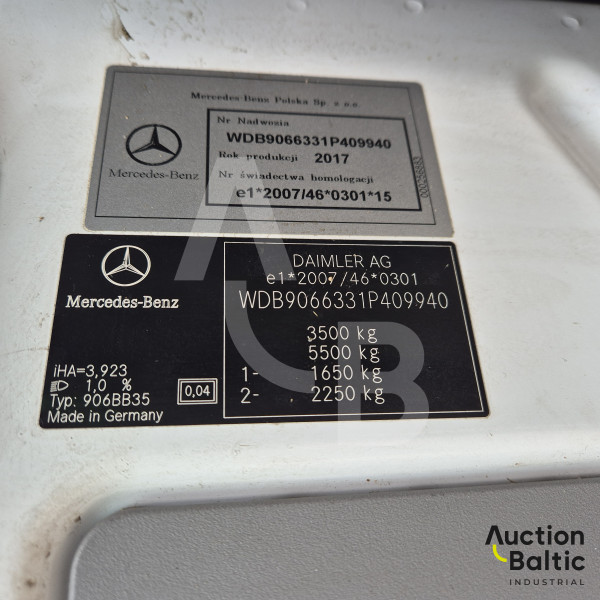 Mercedes-Benz Polska Sp. z o.o.
Nr Nadwozia
WDB9066331P409940
Rok produkcji 2017
Nr świadectwa homologacji
e1*2007/46*0301*15
Mercedes-Benz
Mercedes-Benz
DAIMLER AG
e1*2007/46*0301
WDB9066331P409940
3500 kg
5500 kg
1- 1650 kg
2- 2250 kg
iHA=3,923
1,0 %
Typ: 906BB35
0,04
Made in Germany
A
B
Auction
Baltic
INDUSTRIAL